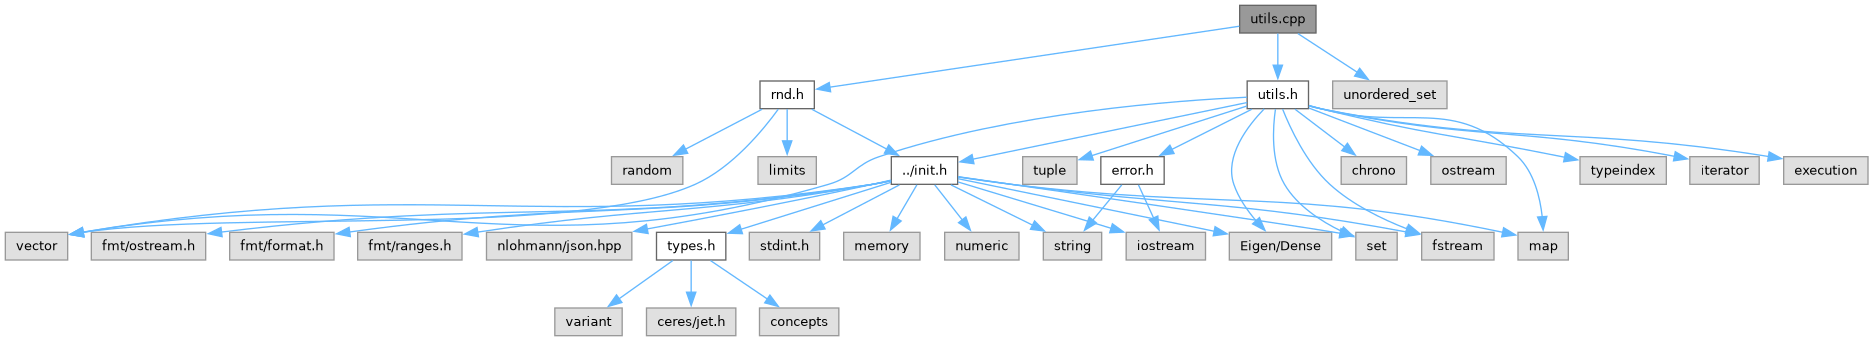 utils.cpp
rnd.h
utils.h
unordered_set
random
limits
../init.h
tuple
error.h
chrono
ostream
typeindex
iterator
execution
vector
fmt/ostream.h
fmt/format.h
fmt/ranges.h
nlohmann/json.hpp
types.h
stdint.h
memory
numeric
string
iostream
Eigen/Dense
set
fstream
map
variant
ceres/jet.h
concepts